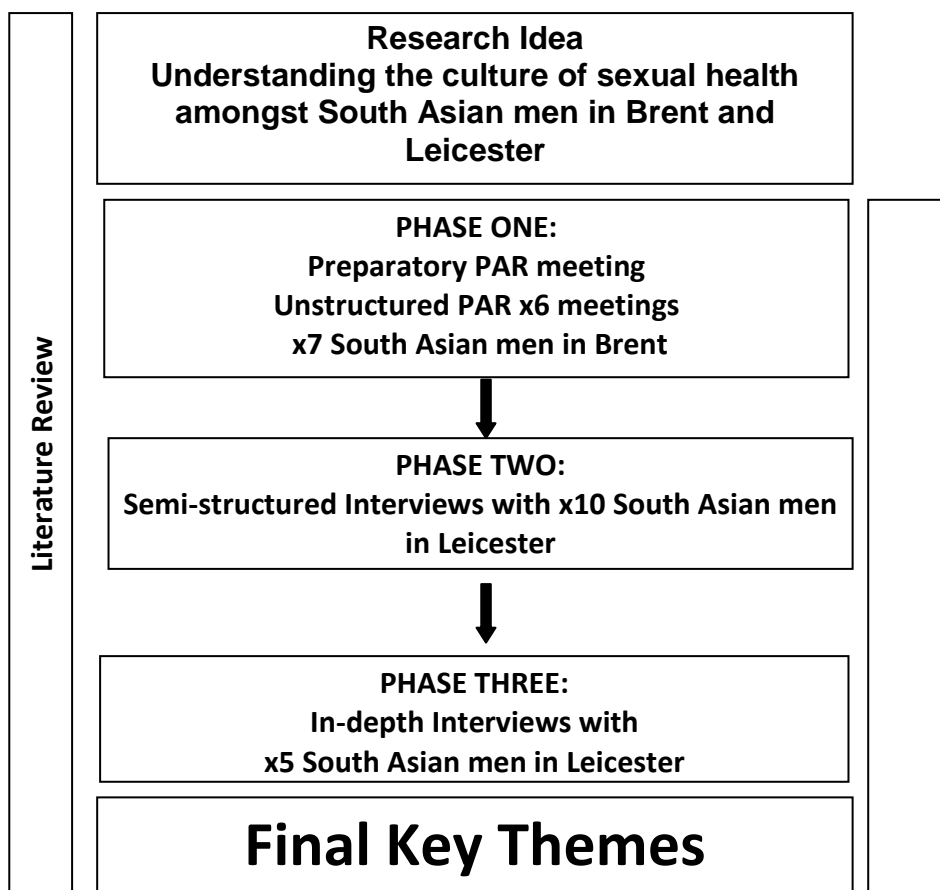 Literature Review
Research Idea
Understanding the culture of sexual health
amongst South Asian men in Brent and
Leicester
PHASE ONE:
Preparatory PAR meeting
Unstructured PAR x6 meetings
x7 South Asian men in Brent
PHASE TWO:
Semi-structured Interviews with x10 South Asian men
in Leicester
PHASE THREE:
In-depth Interviews with
x5 South Asian men in Leicester
Final Key Themes